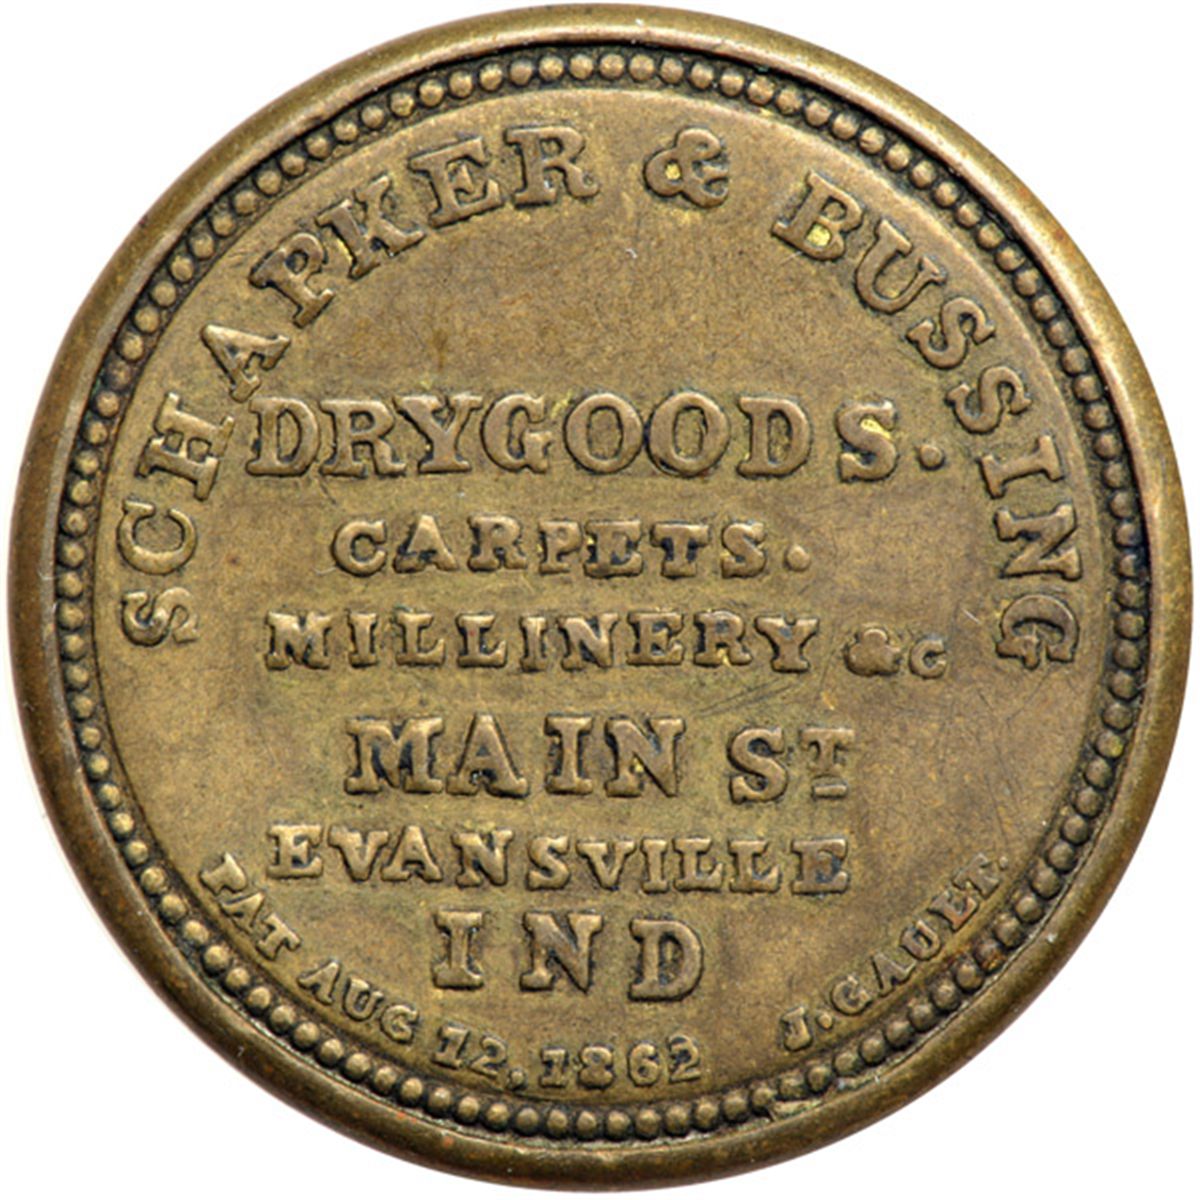 SCHAPKER & BUSSING
DRYGOODS.
CARPETS.
MILLINERY &C
MAIN ST
EVANSVILLE
IND
PAT AUG 12, 1862 J. GAULT.